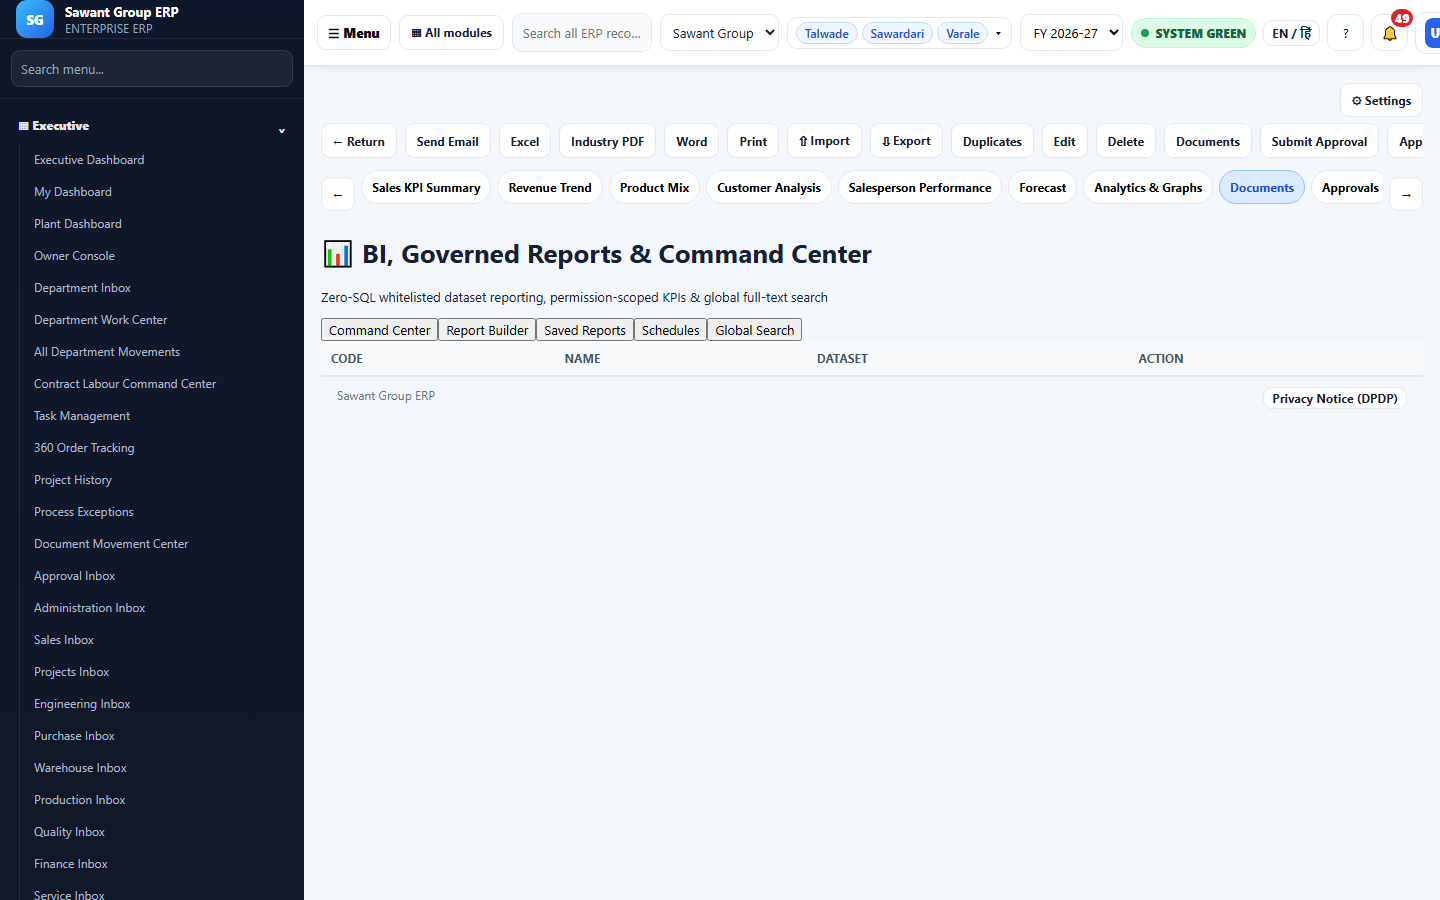 SG
Sawant Group ERP
ENTERPRISE ERP
Search menu...
Executive
Executive Dashboard
My Dashboard
Plant Dashboard
Owner Console
Department Inbox
Department Work Center
All Department Movements
Contract Labour Command Center
Task Management
360 Order Tracking
Project History
Process Exceptions
Document Movement Center
Approval Inbox
Administration Inbox
Sales Inbox
Projects Inbox
Engineering Inbox
Purchase Inbox
Warehouse Inbox
Production Inbox
Quality Inbox
Finance Inbox
Service Inbox
☰ Menu
All modules
Search all ERP reco...
Sawant Group
Talwade Sawardari Varale
FY 2026-27
SYSTEM GREEN
EN / हिं
?
49
U
⚙ Settings
← Return
Send Email
Excel
Industry PDF
Word
Print
⇧ Import
⇩ Export
Duplicates
Edit
Delete
Documents
Submit Approval
App
←
Sales KPI Summary
Revenue Trend
Product Mix
Customer Analysis
Salesperson Performance
Forecast
Analytics & Graphs
Documents
Approvals
→
BI, Governed Reports & Command Center
Zero-SQL whitelisted dataset reporting, permission-scoped KPIs & global full-text search
Command Center Report Builder Saved Reports Schedules Global Search
CODE NAME DATASET ACTION
Sawant Group ERP
Privacy Notice (DPDP)